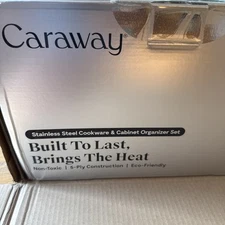 Caraway
Stainless Steel Cookware & Cabinet Organizer Set
Built To Last,
Brings The Heat
Non-Toxic | 5-Ply Construction | Eco-Friendly